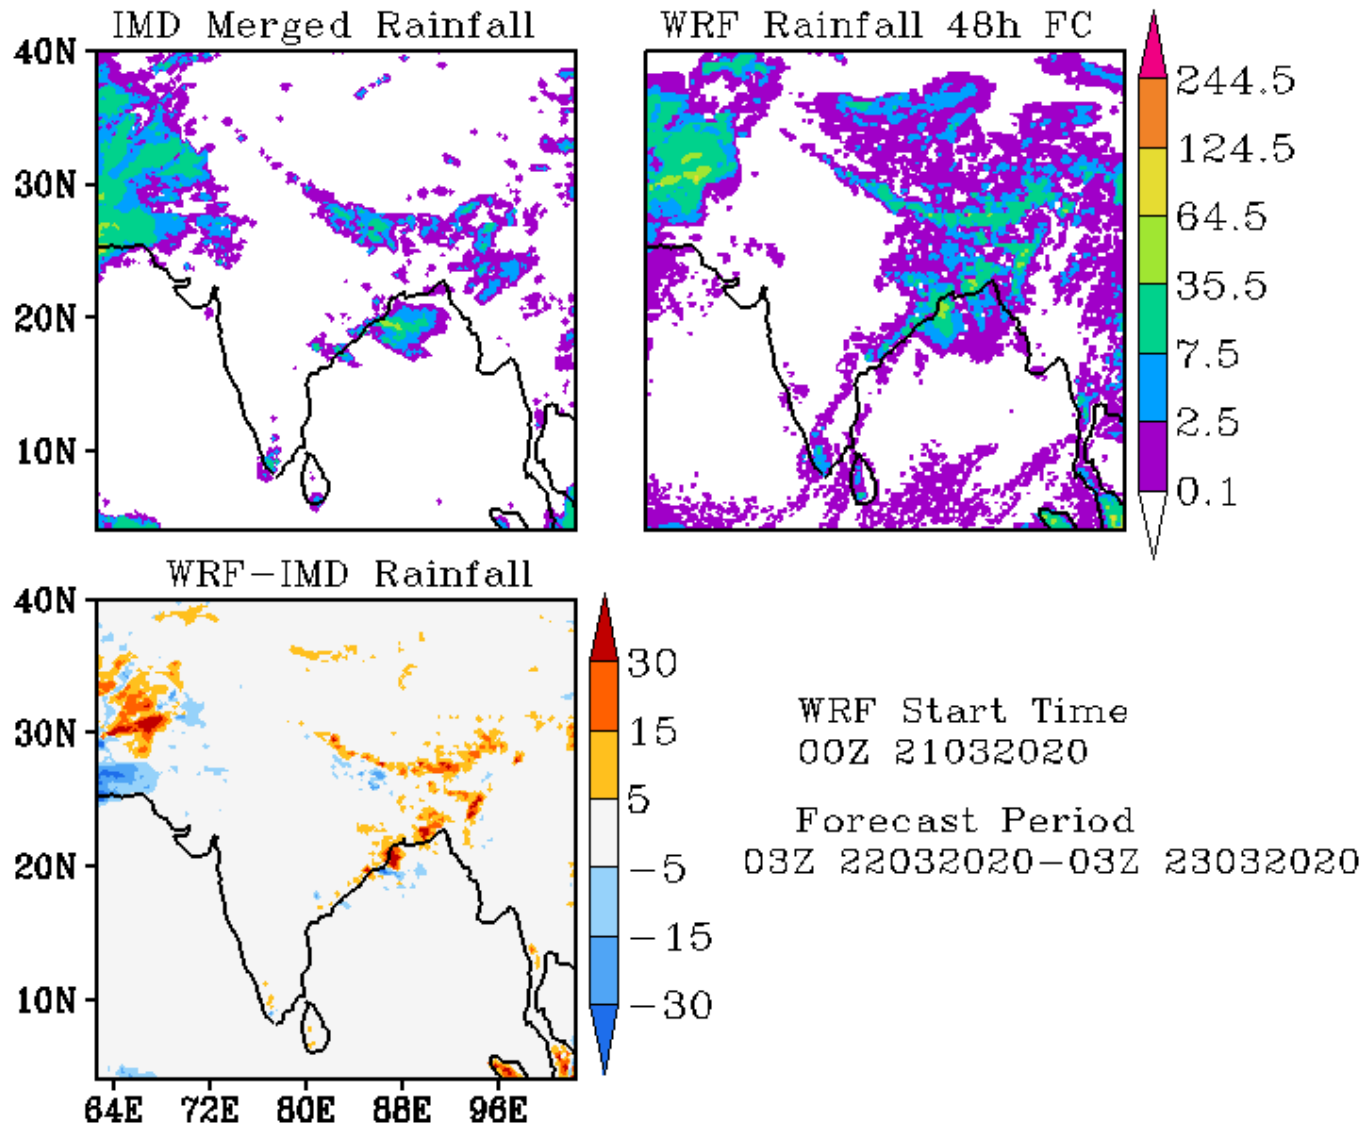 IMD Merged Rainfall
WRF Rainfall 48h FC
40N
30N
20N
10N
244.5
124.5
64.5
35.5
7.5
2.5
0.1
WRF-IMD Rainfall
40N
30N
20N
10N
64E 72E 80E 88E 96E
30
15
5
-5
-15
-30
WRF Start Time
00Z 21032020
Forecast Period
03Z 22032020-03Z 23032020